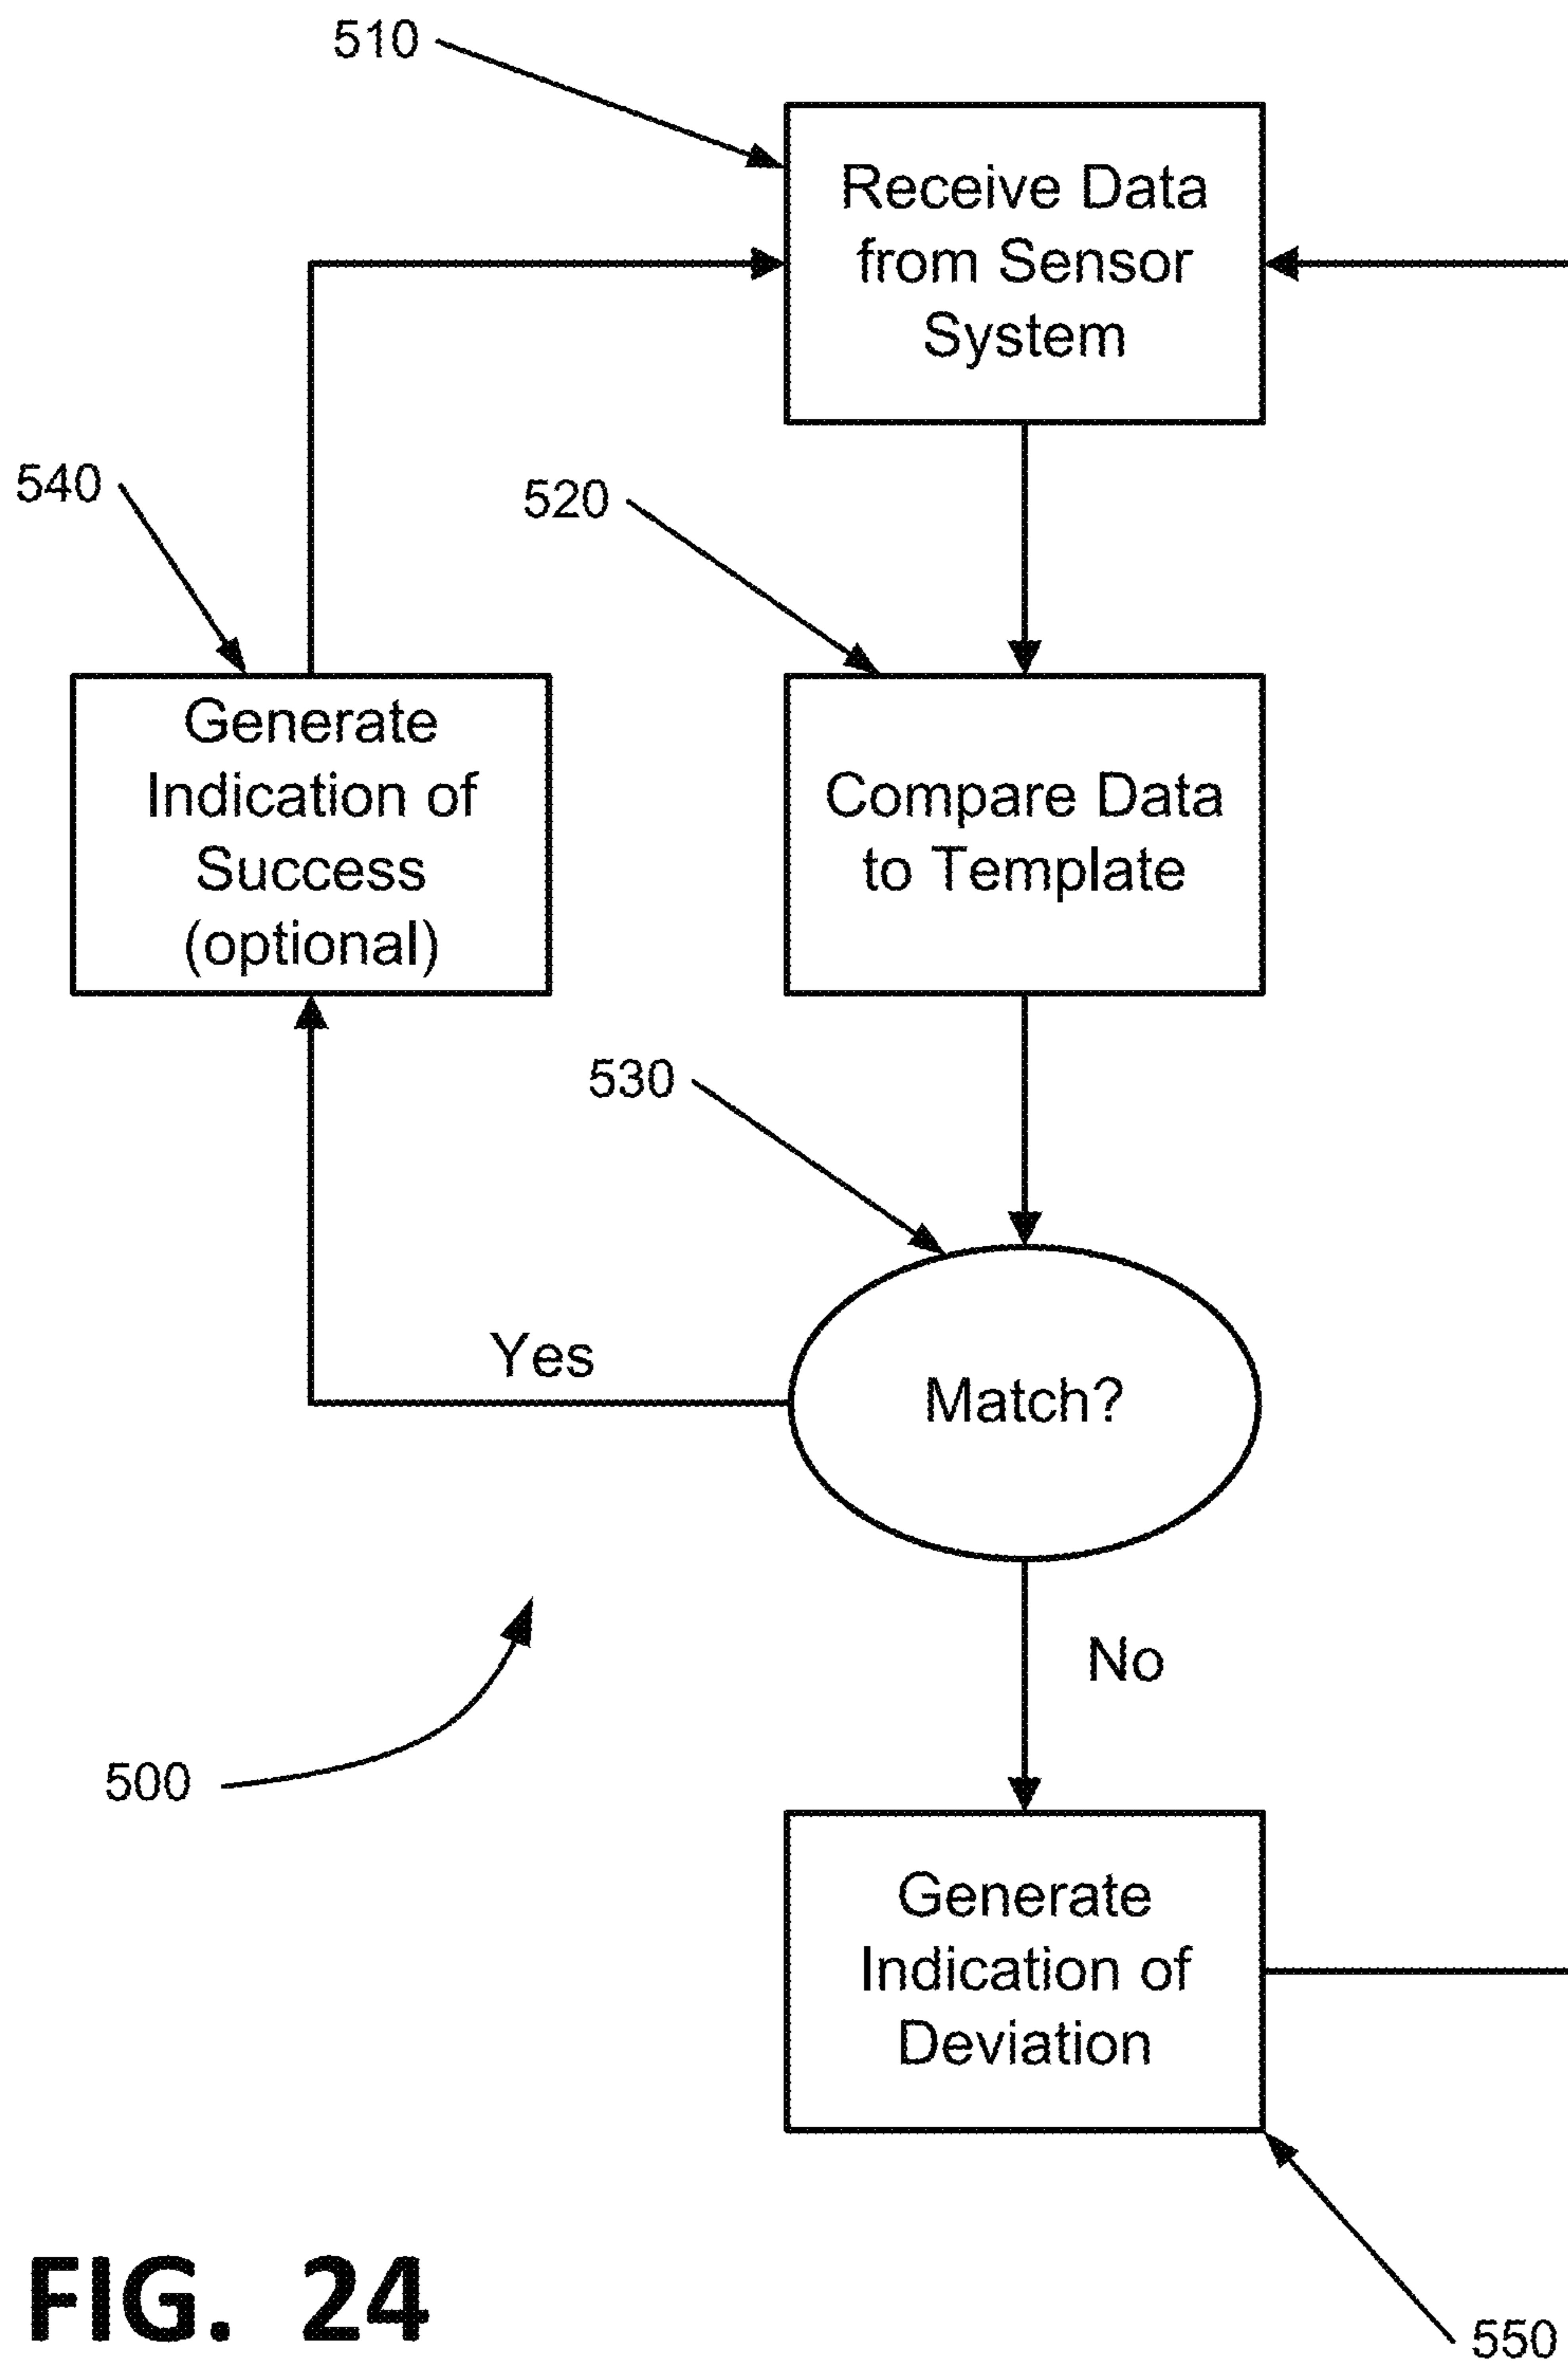 510
Receive Data
from Sensor
System
540
520
Generate
Indication of
Success
(optional)
Compare Data
to Template
530
Yes
Match?
No
500
Generate
Indication of
Deviation
FIG. 24
550